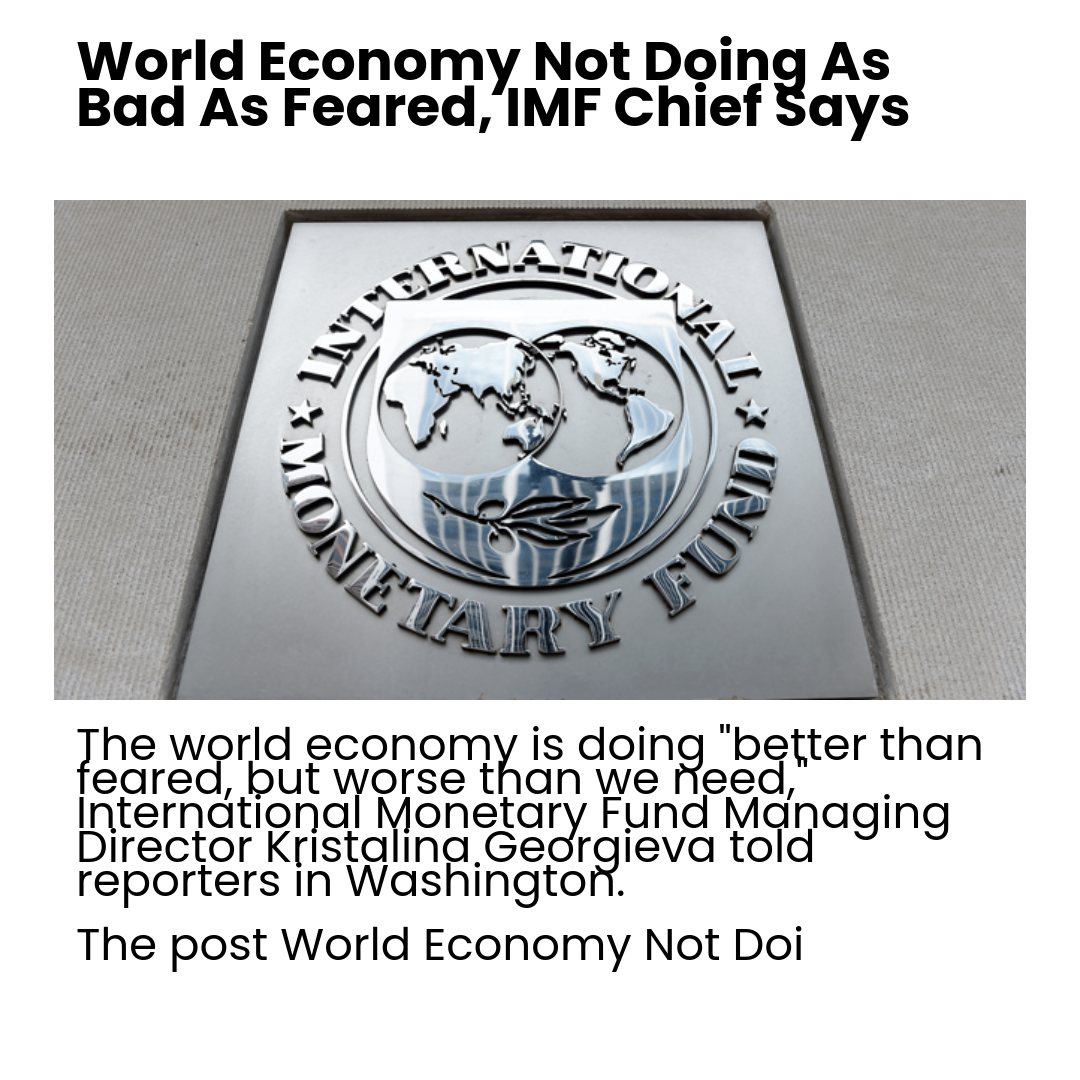 World Economy Not Doing As
Bad As Feared, IMF Chief Says
INTERNATIONAL
MONETARY FUND
The world economy is doing "better than
feared, but worse than we need,"
International Monetary Fund Managing
Director Kristalina Georgieva told
reporters in Washington.
The post World Economy Not Doi